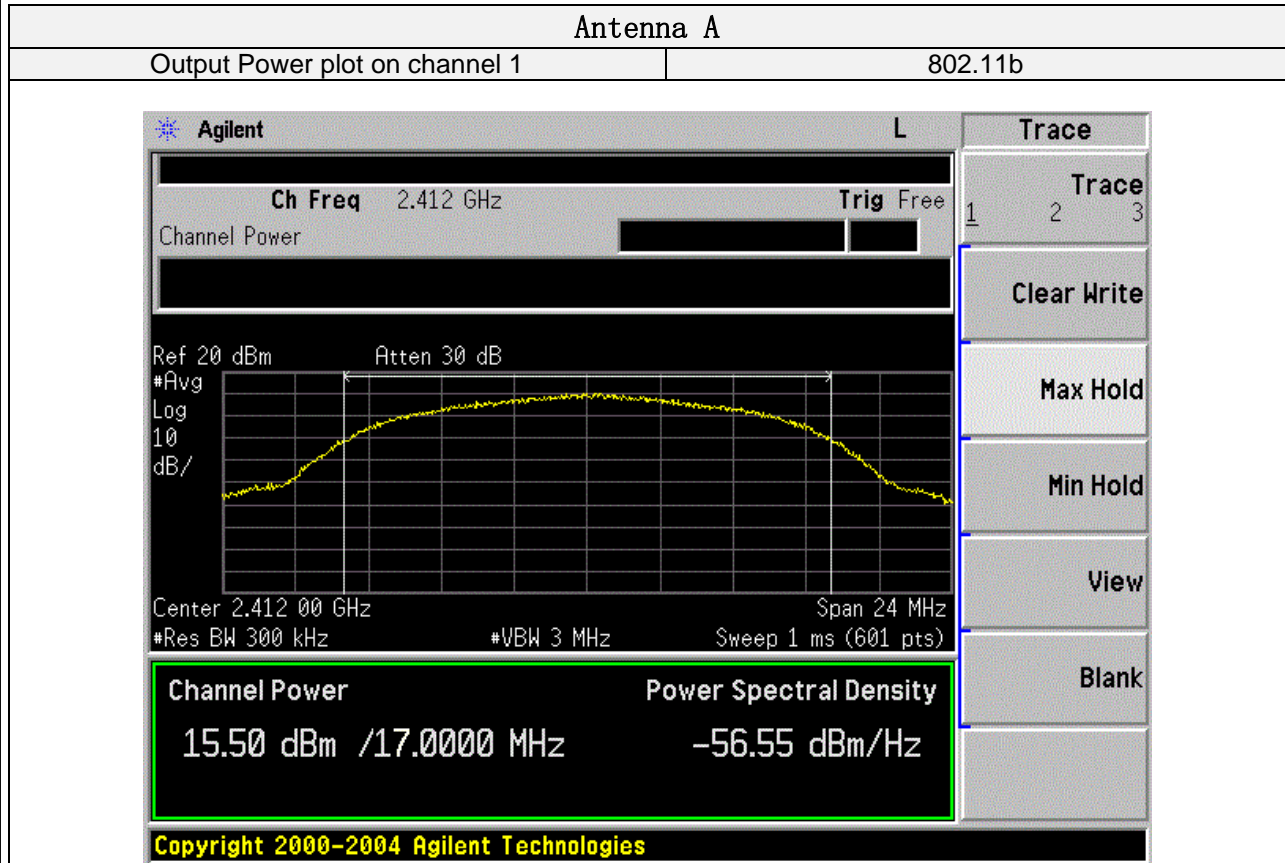 Antenna A
Output Power plot on channel 1 802.11b
Agilent L Trace
Ch Freq 2.412 GHz Trig Free
Channel Power
Trace
1 2 3
Clear Write
Max Hold
Min Hold
View
Blank
Ref 20 dBm Atten 30 dB
#Avg
Log
10
dB/
Center 2.412 00 GHz Span 24 MHz
#Res BW 300 kHz #VBW 3 MHz Sweep 1 ms (601 pts)
Channel Power Power Spectral Density
15.50 dBm /17.0000 MHz -56.55 dBm/Hz
Copyright 2000-2004 Agilent Technologies